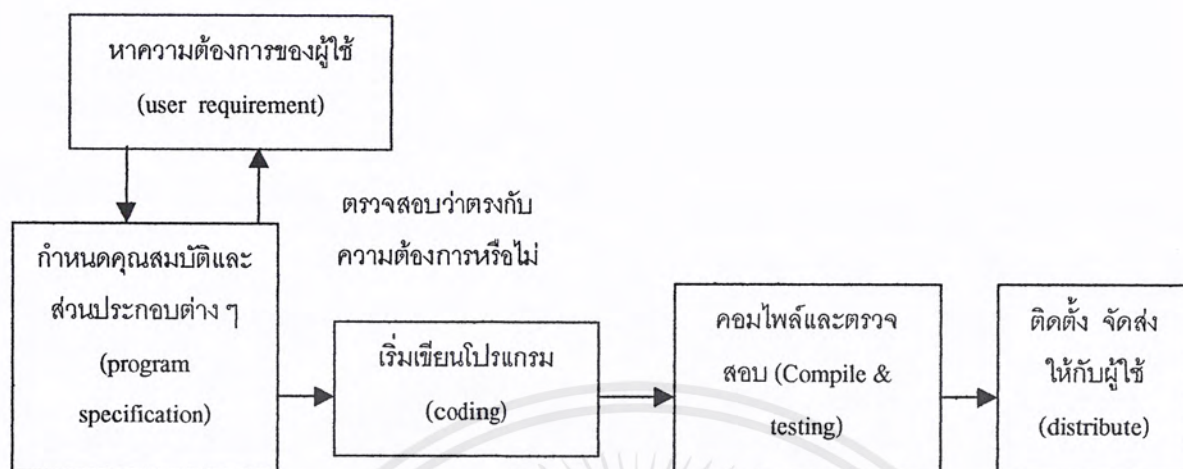 หาความต้องการของผู้ใช้
(user requirement)
ตรวจสอบว่าตรงกับ
ความต้องการหรือไม่
กำหนดคุณสมบัติและ
ส่วนประกอบต่าง ๆ
(program
specification)
เริ่มเขียนโปรแกรม
(coding)
คอมไพล์และตรวจ
สอบ (Compile &
testing)
ติดตั้ง จัดส่ง
ให้กับผู้ใช้
(distribute)